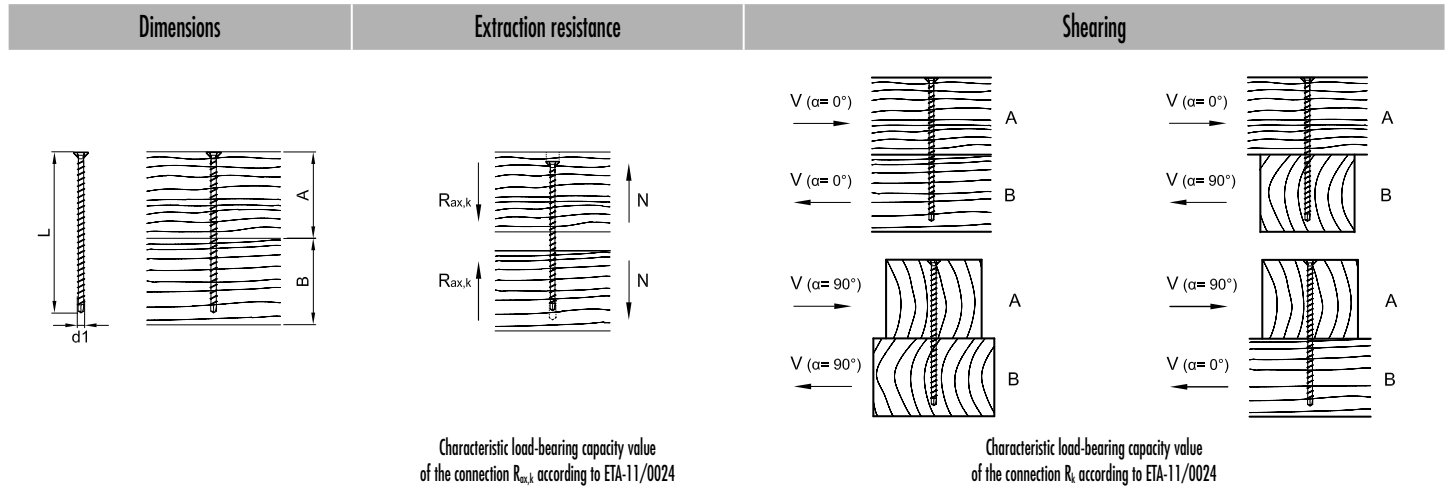 Dimensions
Extraction resistance
Shearing
L
d1
A
B
Rax,k
Rax,k
N
N
V (α= 0°)
V (α= 0°)
A
B
V (α= 0°)
V (α= 90°)
A
B
V (α= 90°)
V (α= 90°)
A
B
V (α= 90°)
V (α= 0°)
A
B
Characteristic load-bearing capacity value
of the connection Rax,k according to ETA-11/0024
Characteristic load-bearing capacity value
of the connection Rk according to ETA-11/0024